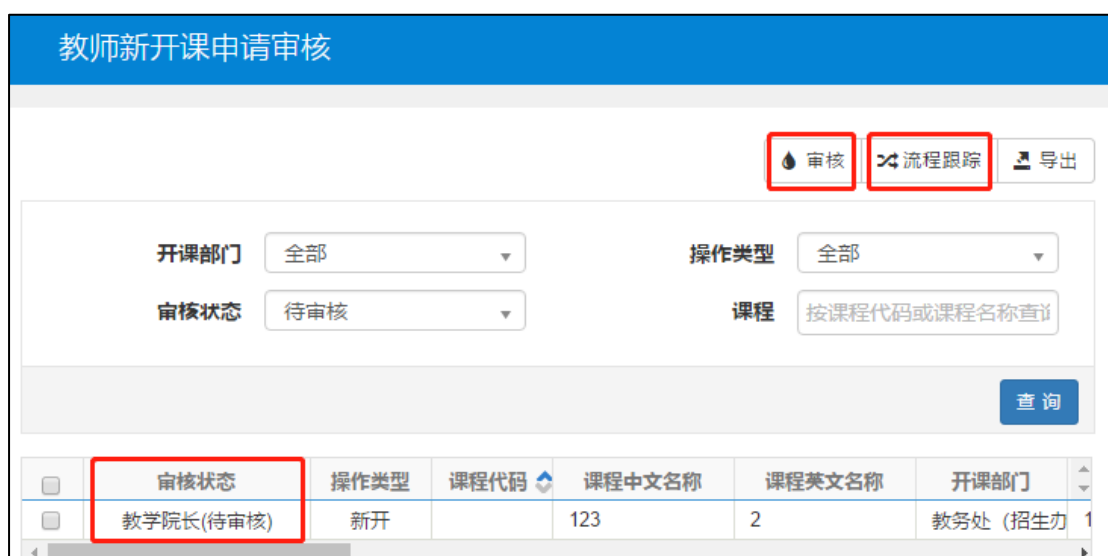 教师新开课申请审核
审核 流程跟踪 导出
开课部门 全部 操作类型 全部
审核状态 待审核 课程 按课程代码或课程名称查询
查 询
审核状态 操作类型 课程代码 课程中文名称 课程英文名称 开课部门
教学院长(待审核) 新开 123 2 教务处（招生办 1